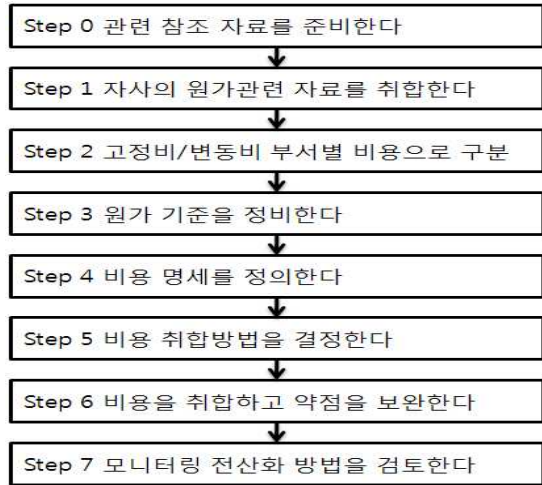 Step 0 관련 참조 자료를 준비한다
Step 1 자사의 원가관련 자료를 취합한다
Step 2 고정비/변동비 부서별 비용으로 구분
Step 3 원가 기준을 정비한다
Step 4 비용 명세를 정의한다
Step 5 비용 취합방법을 결정한다
Step 6 비용을 취합하고 약점을 보완한다
Step 7 모니터링 전산화 방법을 검토한다